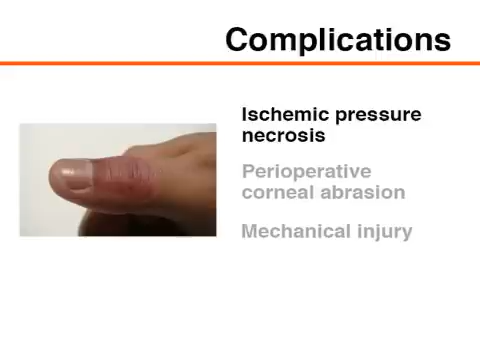 Complications
Ischemic pressure
necrosis
Perioperative
corneal abrasion
Mechanical injury